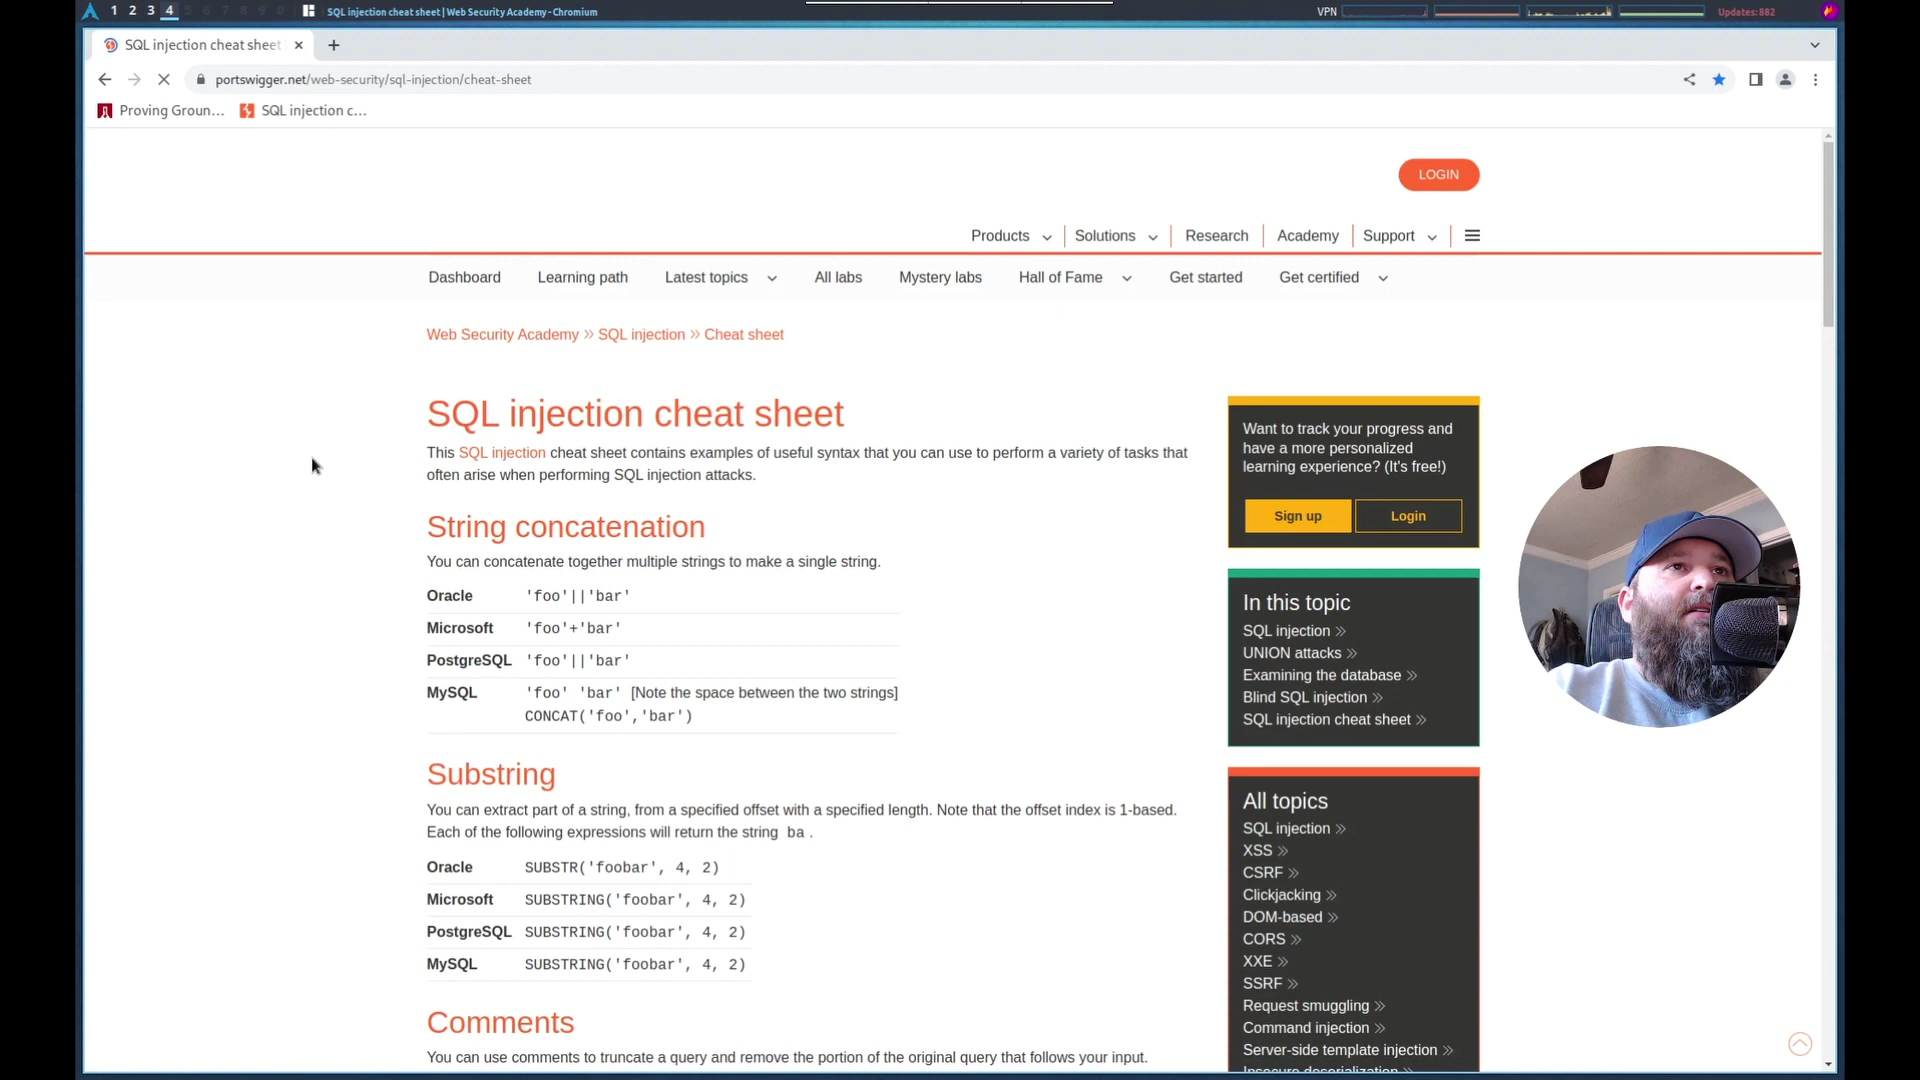 1 2 3 4 5 6 7 8 9 0 SQL injection cheat sheet | Web Security Academy - Chromium VPN Updates: 882
SQL injection cheat sheet
portswigger.net/web-security/sql-injection/cheat-sheet
Proving Groun... SQL injection c...
LOGIN
Products Solutions Research Academy Support
Dashboard Learning path Latest topics All labs Mystery labs Hall of Fame Get started Get certified
Web Security Academy » SQL injection » Cheat sheet
SQL injection cheat sheet
This SQL injection cheat sheet contains examples of useful syntax that you can use to perform a variety of tasks that
often arise when performing SQL injection attacks.
String concatenation
You can concatenate together multiple strings to make a single string.
Oracle 'foo'||'bar'
Microsoft 'foo'+'bar'
PostgreSQL 'foo'||'bar'
MySQL 'foo' 'bar' [Note the space between the two strings]
CONCAT('foo','bar')
Substring
You can extract part of a string, from a specified offset with a specified length. Note that the offset index is 1-based.
Each of the following expressions will return the string ba .
Oracle SUBSTR('foobar', 4, 2)
Microsoft SUBSTRING('foobar', 4, 2)
PostgreSQL SUBSTRING('foobar', 4, 2)
MySQL SUBSTRING('foobar', 4, 2)
Comments
You can use comments to truncate a query and remove the portion of the original query that follows your input.
Want to track your progress and
have a more personalized
learning experience? (It's free!)
Sign up Login
In this topic
SQL injection »
UNION attacks »
Examining the database »
Blind SQL injection »
SQL injection cheat sheet »
All topics
SQL injection »
XSS »
CSRF »
Clickjacking »
DOM-based »
CORS »
XXE »
SSRF »
Request smuggling »
Command injection »
Server-side template injection »
Insecure deserialization »